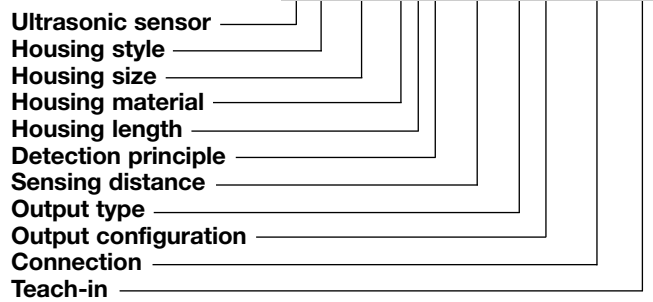 Ultrasonic sensor
Housing style
Housing size
Housing material
Housing length
Detection principle
Sensing distance
Output type
Output configuration
Connection
Teach-in